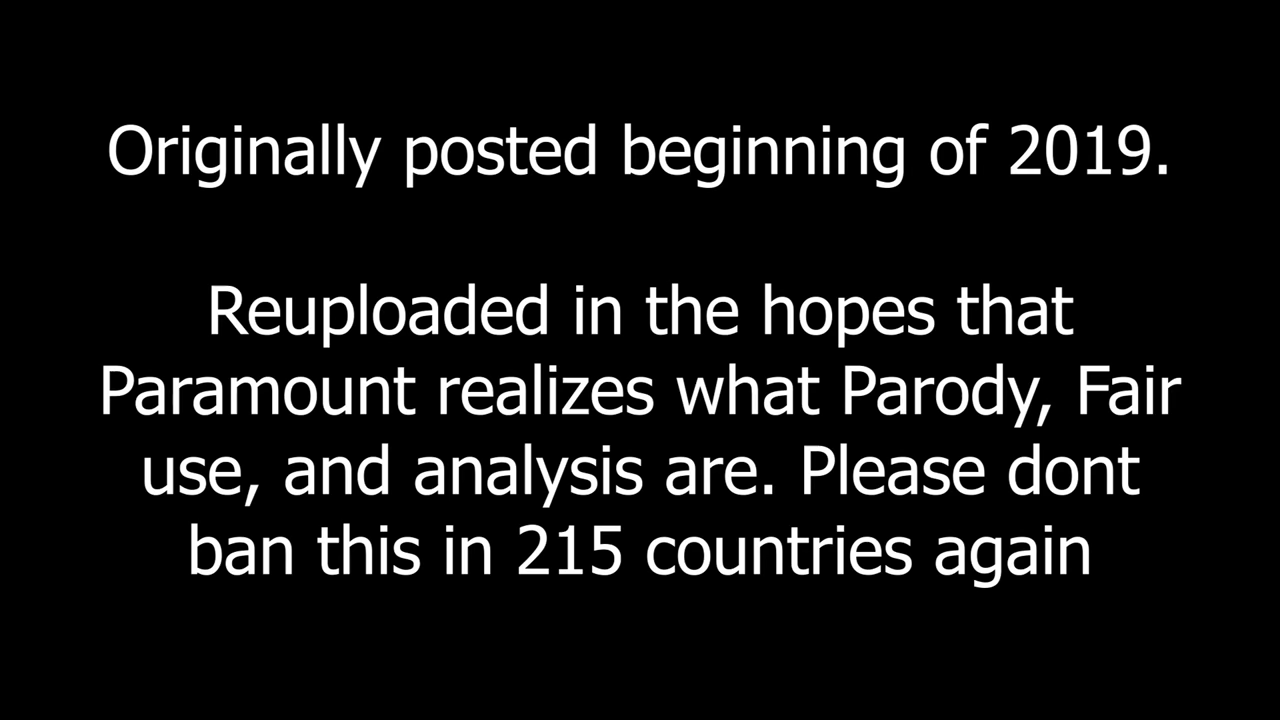 Originally posted beginning of 2019.
Reuploaded in the hopes that
Paramount realizes what Parody, Fair
use, and analysis are. Please dont
ban this in 215 countries again